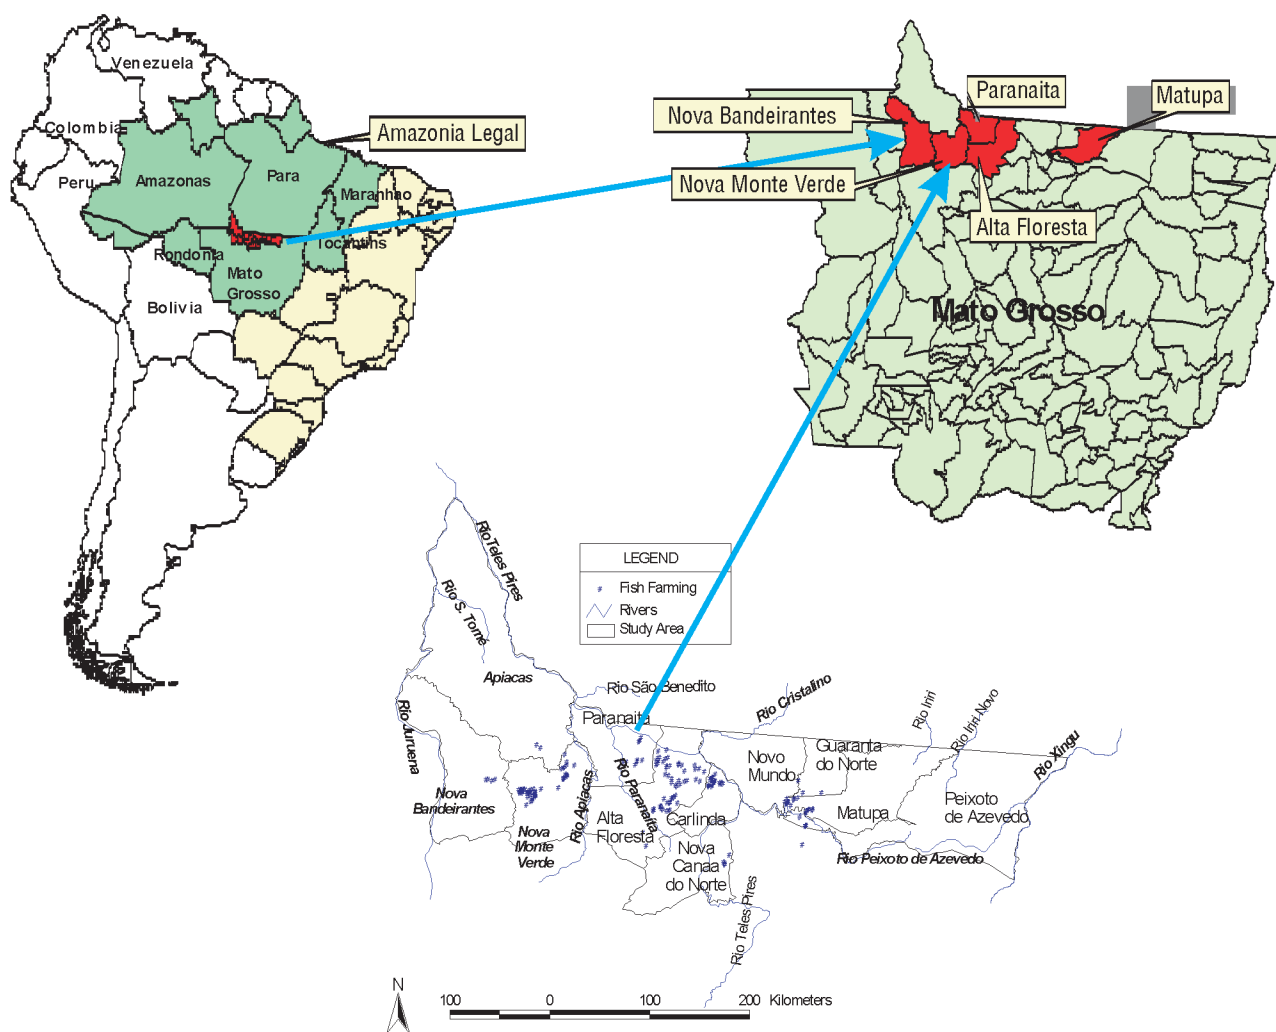 Venezuela
Colombia
Peru
Amazonas
Para
Maranhao
Tocantins
Rondonia
Mato
Grosso
Bolivia
Amazonia Legal
Nova Bandeirantes
Paranaita
Matupa
Nova Monte Verde
Alta Floresta
Mato Grosso
LEGEND
Fish Farming
Rivers
Study Area
Rio Teles Pires
Rio S. Tomé
Apiacas
Rio São Benedito
Rio Cristalino
Rio Iriri
Rio Iriri-Novo
Rio Xingu
Paranaita
Rio Juruena
Novo
Mundo
Guaranta
do Norte
Nova
Bandeirantes
Rio Apiacas
Rio Paranaita
Alta
Floresta
Carlinda
Matupa
Peixoto
de Azevedo
Nova
Monte
Verde
Nova
Canaa
do Norte
Rio Peixoto de Azevedo
Rio Teles Pires
N
100 0 100 200 Kilometers